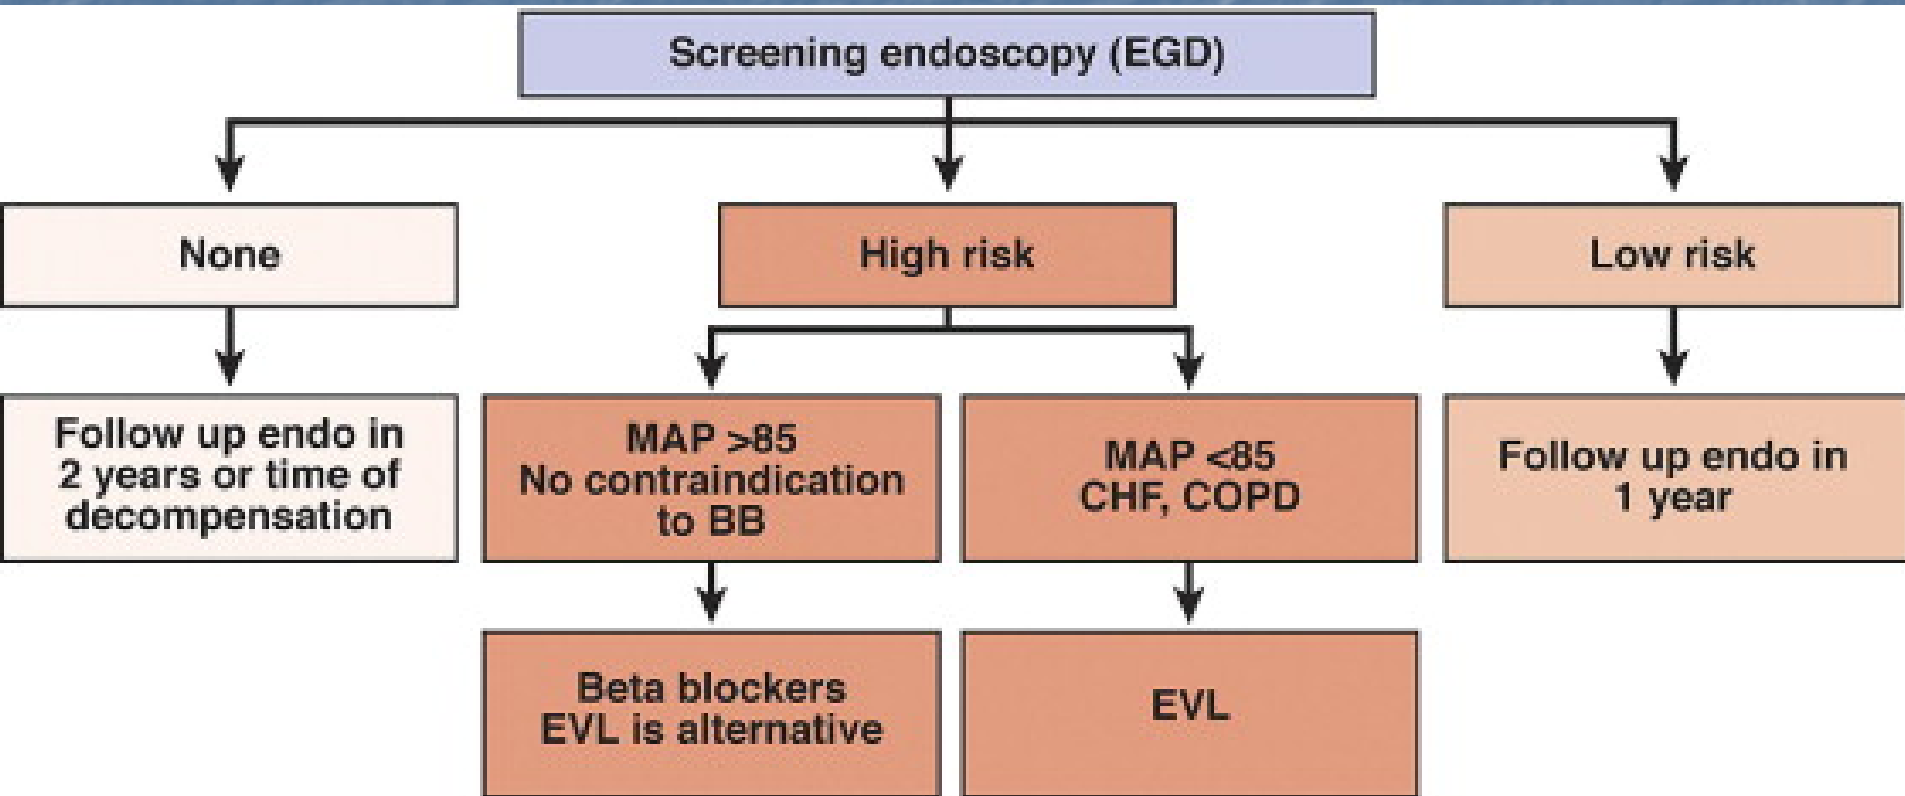 Screening endoscopy (EGD)
None
High risk
Low risk
Follow up endo in
2 years or time of
decompensation
MAP >85
No contraindication
to BB
MAP <85
CHF, COPD
Follow up endo in
1 year
Beta blockers
EVL is alternative
EVL